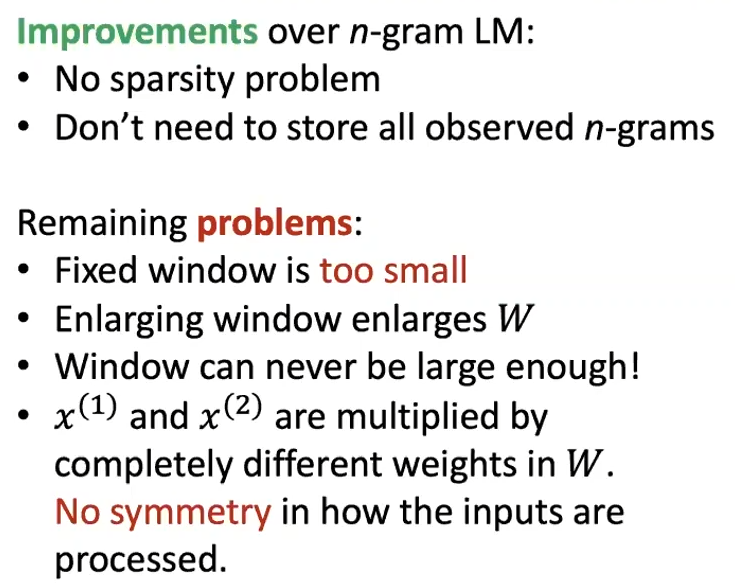 Improvements over n-gram LM:
• No sparsity problem
• Don’t need to store all observed n-grams
Remaining problems:
• Fixed window is too small
• Enlarging window enlarges W
• Window can never be large enough!
• x⁽¹⁾ and x⁽²⁾ are multiplied by
completely different weights in W.
No symmetry in how the inputs are
processed.